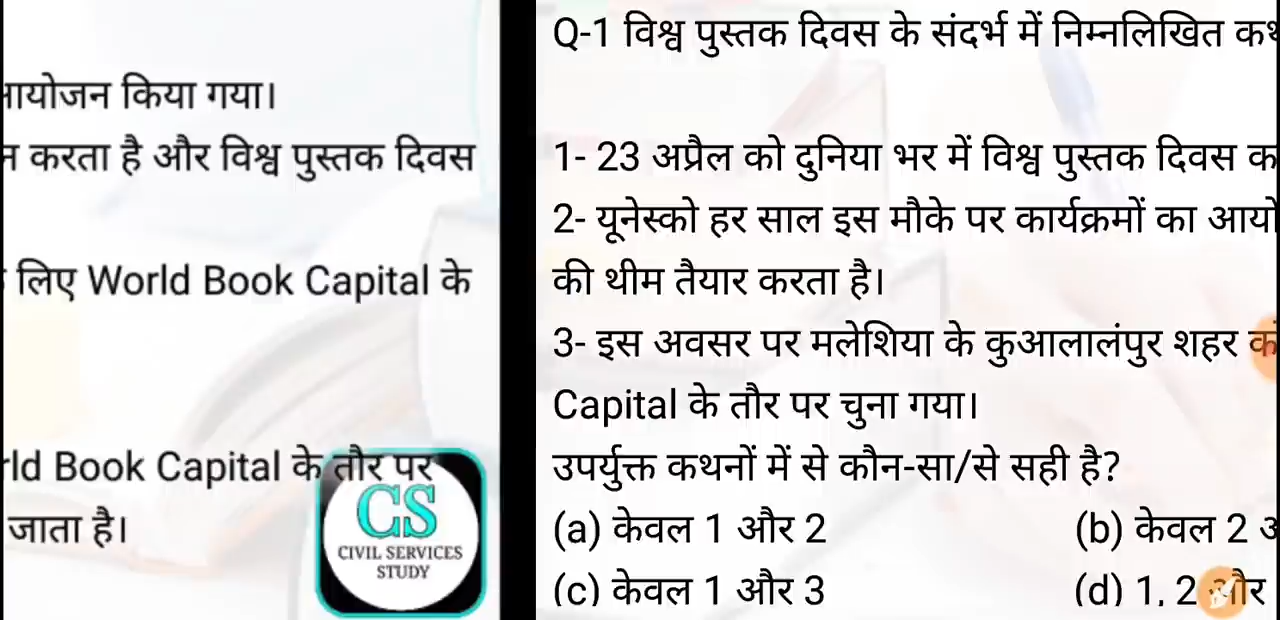 ायोजन किया गया।
न करता है और विश्व पुस्तक दिवस
लिए World Book Capital के
rld Book Capital के तौर पर
जाता है।
CS
CIVIL SERVICES
STUDY
Q-1 विश्व पुस्तक दिवस के संदर्भ में निम्नलिखित
1- 23 अप्रैल को दुनिया भर में विश्व पुस्तक दिवस
2- यूनेस्को हर साल इस मौके पर कार्यक्रमों का
की थीम तैयार करता है।
3- इस अवसर पर मलेशिया के कुआलालंपुर शहर
Capital के तौर पर चुना गया।
उपर्युक्त कथनों में से कौन-सा/से सही है?
(a) केवल 1 और 2 (b) केवल 2
(c) केवल 1 और 3 (d) 1, 2